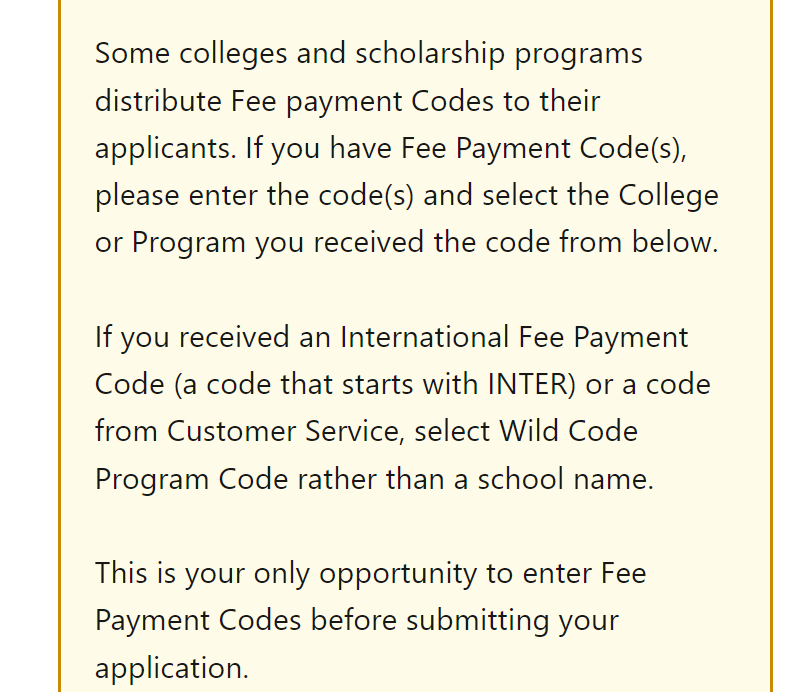 Some colleges and scholarship programs
distribute Fee payment Codes to their
applicants. If you have Fee Payment Code(s),
please enter the code(s) and select the College
or Program you received the code from below.
If you received an International Fee Payment
Code (a code that starts with INTER) or a code
from Customer Service, select Wild Code
Program Code rather than a school name.
This is your only opportunity to enter Fee
Payment Codes before submitting your
application.